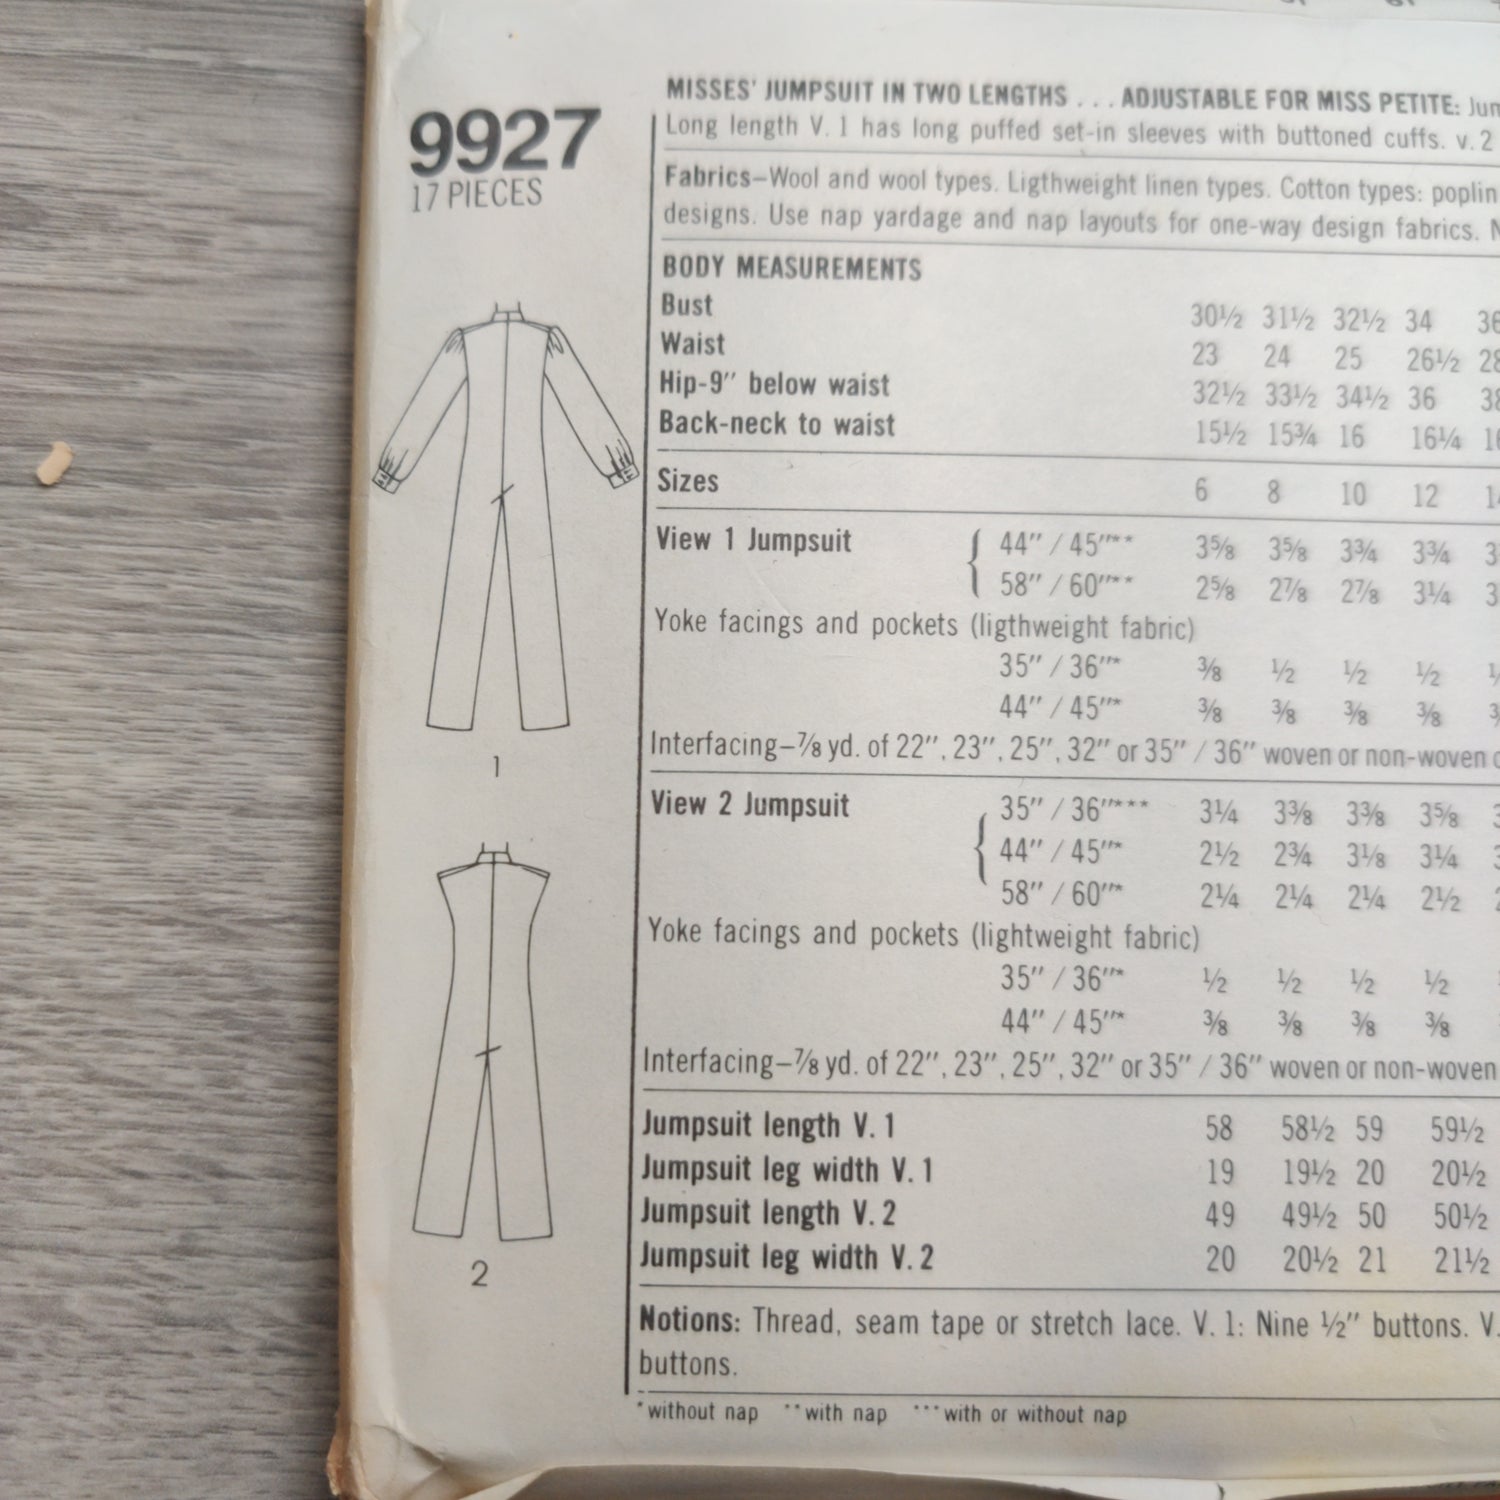 9927
17 PIECES
1
2
MISSES' JUMPSUIT IN TWO LENGTHS ... ADJUSTABLE FOR MISS PETITE:
Long length V. 1 has long puffed set-in sleeves with buttoned cuffs. v. 2
Fabrics–Wool and wool types. Ligthweight linen types. Cotton types: poplin
designs. Use nap yardage and nap layouts for one-way design fabrics.
BODY MEASUREMENTS
Bust 30½ 31½ 32½ 34 36
Waist 23 24 25 26½ 28
Hip-9" below waist 32½ 33½ 34½ 36 38
Back-neck to waist 15½ 15¾ 16 16¼
Sizes 6 8 10 12
View 1 Jumpsuit 44" / 45"** 3⅝ 3⅝ 3¾ 3¾ 3
58" / 60"** 2⅝ 2⅞ 2⅞ 3¼ 3
Yoke facings and pockets (ligthweight fabric)
35" / 36"* ⅜ ½ ½ ½
44" / 45"* ⅜ ⅜ ⅜ ⅜
Interfacing–⅞ yd. of 22", 23", 25", 32" or 35" / 36" woven or non-woven
View 2 Jumpsuit 35" / 36"*** 3¼ 3⅜ 3⅜ 3⅝
44" / 45"* 2½ 2¾ 3⅛ 3¼
58" / 60"* 2¼ 2¼ 2¼ 2½
Yoke facings and pockets (lightweight fabric)
35" / 36"* ½ ½ ½ ½
44" / 45"* ⅜ ⅜ ⅜ ⅜
Interfacing–⅞ yd. of 22", 23", 25", 32" or 35" / 36" woven or non-woven
Jumpsuit length V. 1 58 58½ 59 59½
Jumpsuit leg width V. 1 19 19½ 20 20½
Jumpsuit length V. 2 49 49½ 50 50½
Jumpsuit leg width V. 2 20 20½ 21 21½
Notions: Thread, seam tape or stretch lace. V. 1: Nine ½" buttons. V.
buttons.
*without nap **with nap ***with or without nap